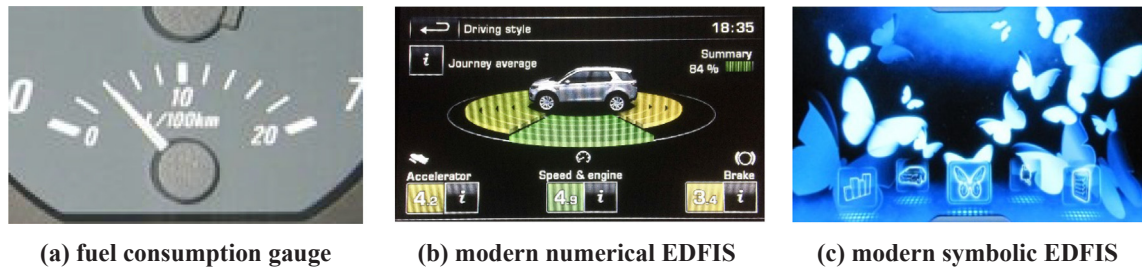 0
7
10
0
20
L/100km
Driving style
18:35
i
Journey average
Summary
84 %
Accelerator
Speed & engine
Brake
4.2
i
4.9
i
3.4
i
(a) fuel consumption gauge
(b) modern numerical EDFIS
(c) modern symbolic EDFIS